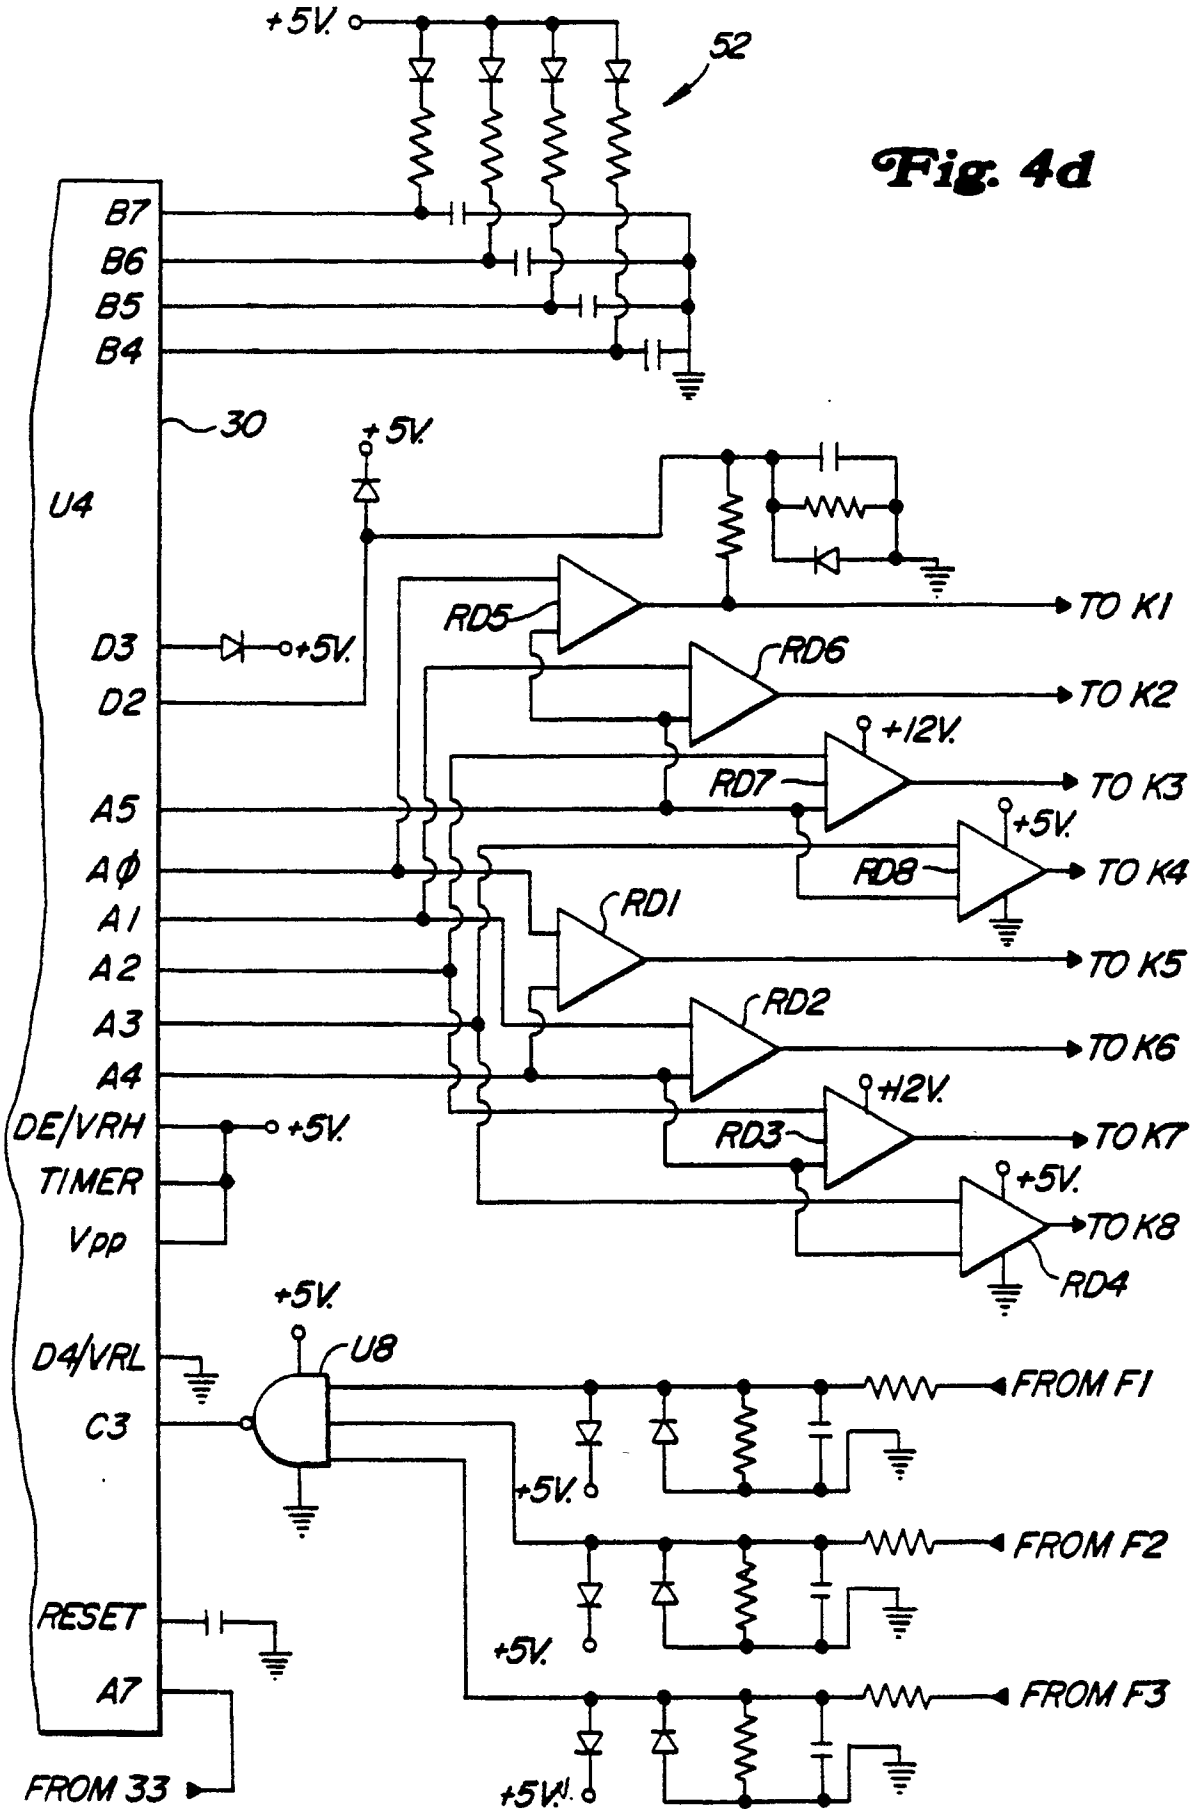 +5V.
52
Fig. 4d
B7
B6
B5
B4
30
+5V.
U4
RD5
TO K1
D3
+5V.
RD6
D2
TO K2
+12V.
RD7
TO K3
A5
+5V.
AØ
RD8
TO K4
A1
RD1
A2
TO K5
RD2
A3
TO K6
A4
+12V.
DE/VRH
+5V.
RD3
TO K7
TIMER
+5V.
Vpp
TO K8
RD4
+5V.
U8
D4/VRL
FROM F1
C3
+5V.
FROM F2
RESET
+5V.
A7
FROM F3
FROM 33
+5V.